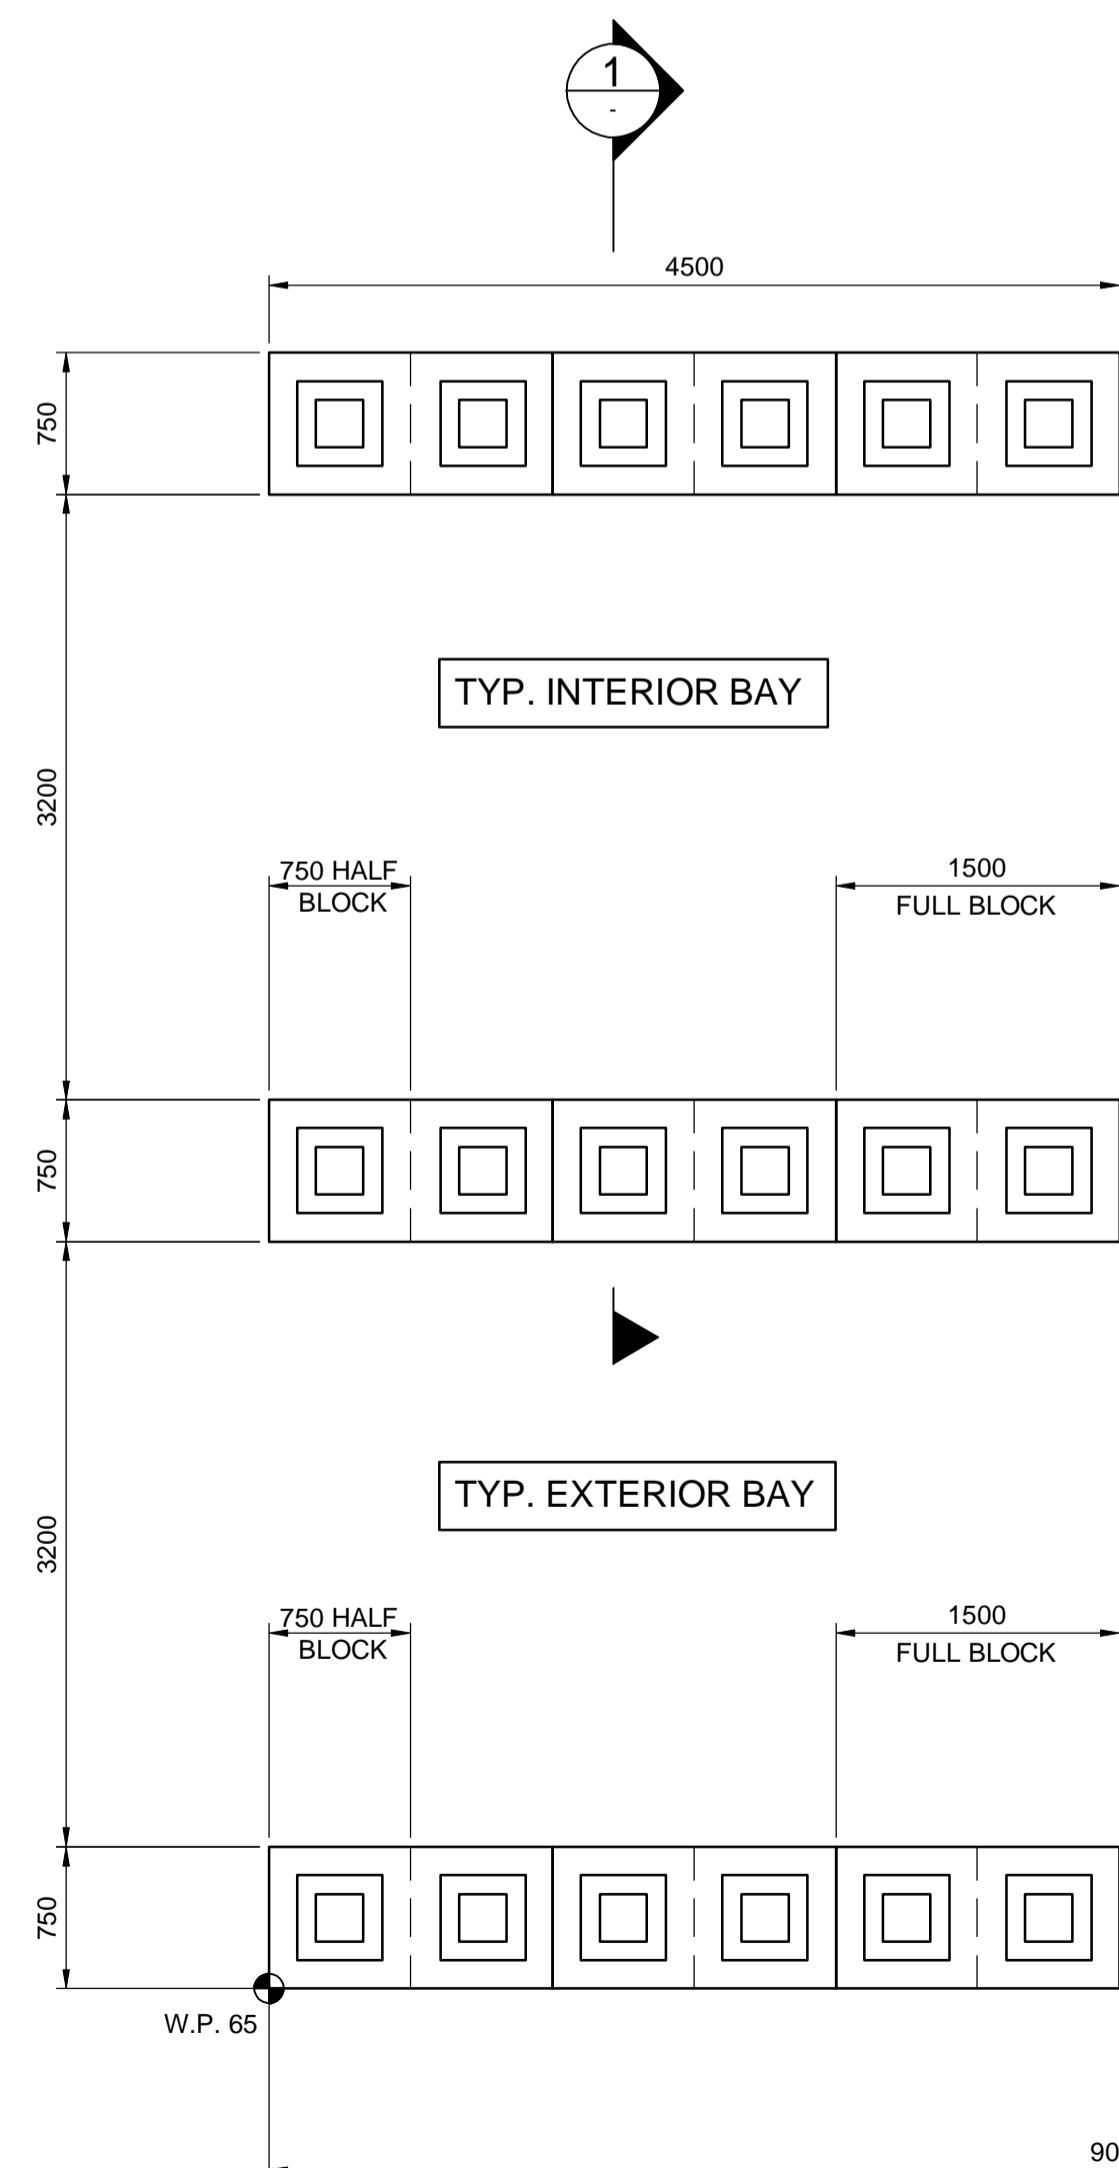 1
-
4500
750
TYP. INTERIOR BAY
3200
750 HALF
BLOCK
1500
FULL BLOCK
750
TYP. EXTERIOR BAY
3200
750 HALF
BLOCK
1500
FULL BLOCK
750
W.P. 65
90